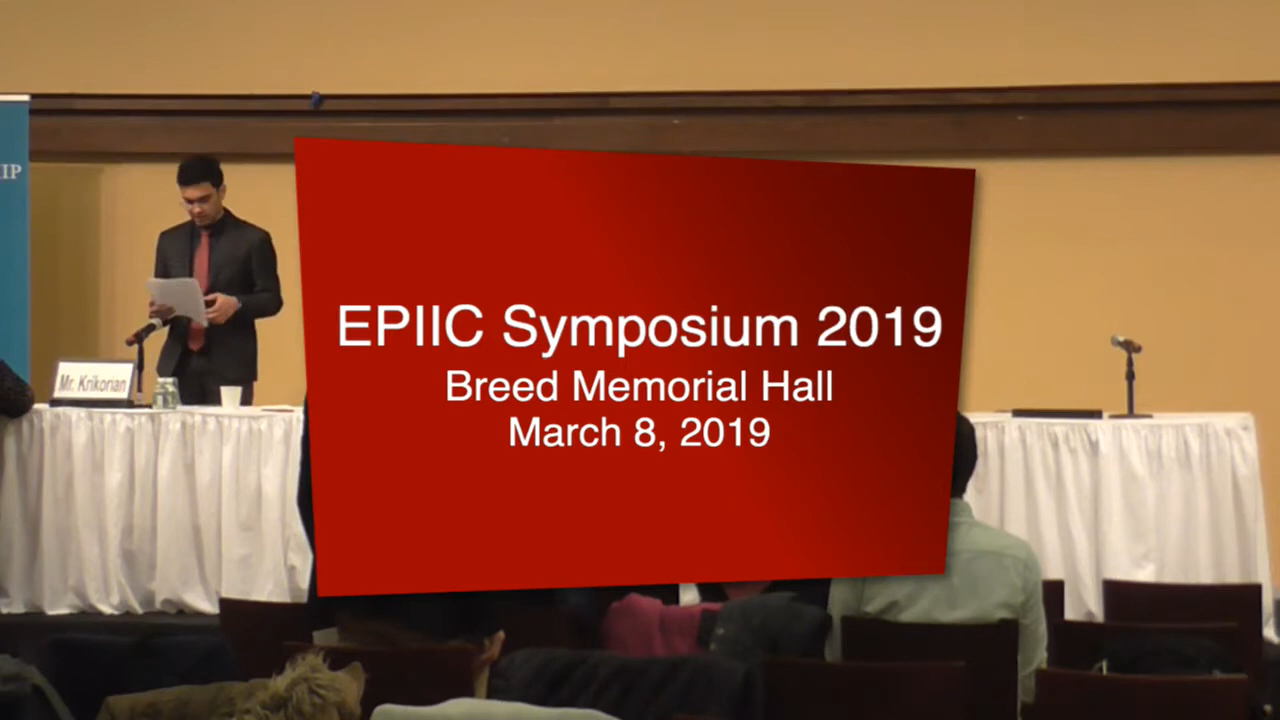 IP
Mr. Krikorian
EPIIC Symposium 2019
Breed Memorial Hall
March 8, 2019